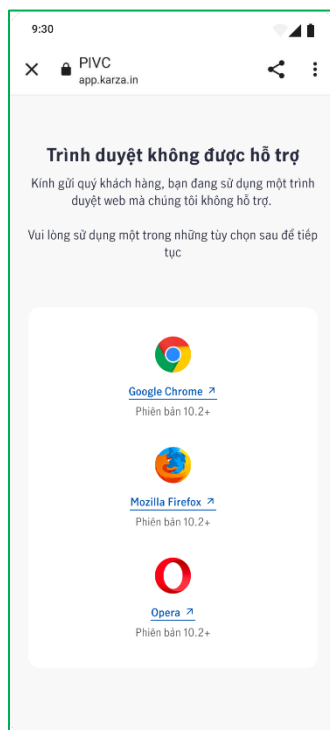 9:30
PIVC
app.karza.in
Trình duyệt không được hỗ trợ
Kính gửi quý khách hàng, bạn đang sử dụng một trình
duyệt web mà chúng tôi không hỗ trợ.
Vui lòng sử dụng một trong những tùy chọn sau để tiếp
tục
Google Chrome ↗
Phiên bản 10.2+
Mozilla Firefox ↗
Phiên bản 10.2+
Opera ↗
Phiên bản 10.2+